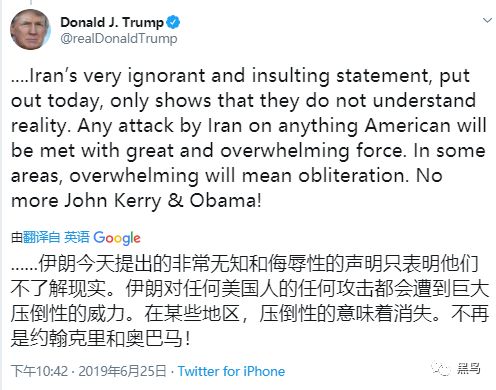 Donald J. Trump
@realDonaldTrump
....Iran's very ignorant and insulting statement, put
out today, only shows that they do not understand
reality. Any attack by Iran on anything American will
be met with great and overwhelming force. In some
areas, overwhelming will mean obliteration. No
more John Kerry & Obama!
由翻译自 英语 Google
......伊朗今天提出的非常无知和侮辱性的声明只表明他们
不了解现实。伊朗对任何美国人的任何攻击都会遭到巨大
压倒性的威力。在某些地区，压倒性的意味着消失。不再
是约翰克里和奥巴马！
下午10:42 · 2019年6月25日 · Twitter for iPhone
黑鸟